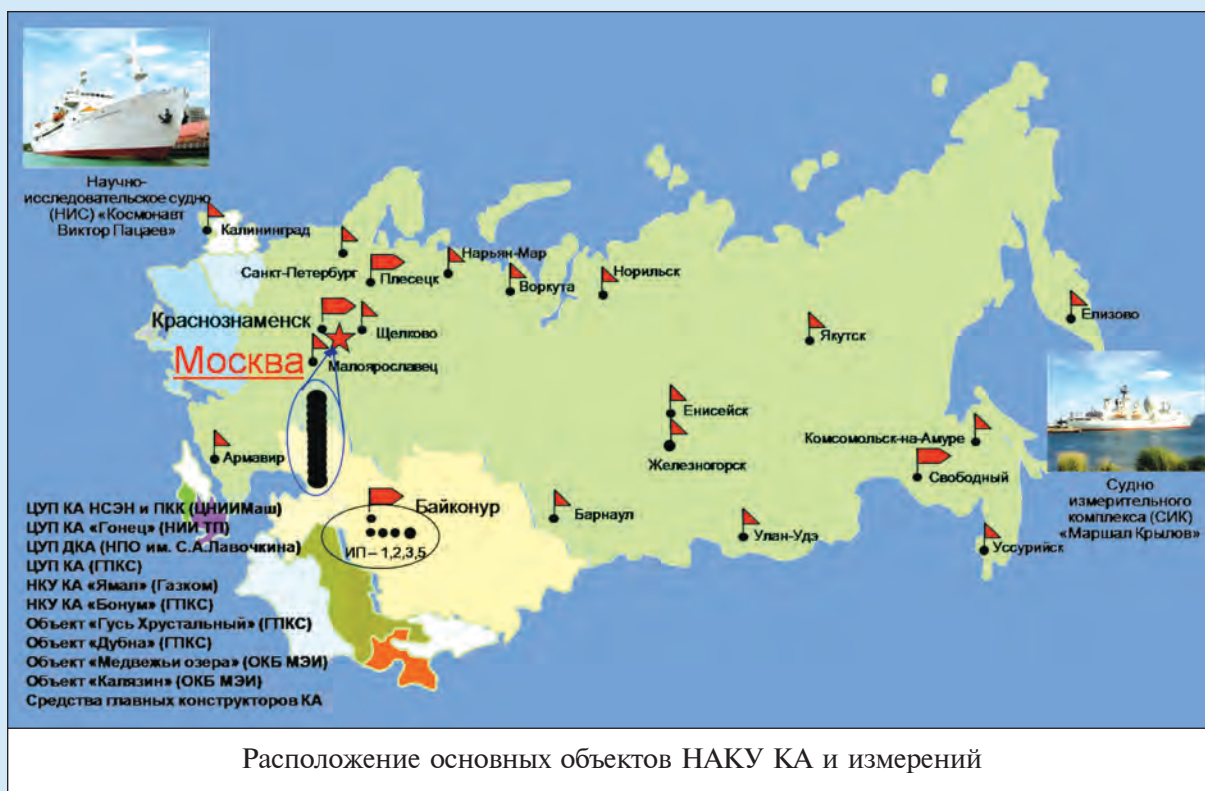 Научно-
исследовательское судно
(НИС) «Космонавт
Виктор Пацаев»
Калининград
Санкт-Петербург
Плесецк
Нарьян-Мар
Воркута
Норильск
Краснознаменск
Щелково
Москва
Малоярославец
Якутск
Елизово
Енисейск
Железногорск
Комсомольск-на-Амуре
Свободный
Судно
измерительного
комплекса (СИК)
«Маршал Крылов»
Армавир
Байконур
ИП – 1,2,3,5
Барнаул
Улан-Удэ
Уссурийск
ЦУП КА НСЭН и ПКК (ЦНИИМаш)
ЦУП КА «Гонец» (НИИ ТП)
ЦУП ДКА (НПО им. С.А.Лавочкина)
ЦУП КА (ГПКС)
НКУ КА «Ямал» (Газком)
НКУ КА «Бонум» (ГПКС)
Объект «Гусь Хрустальный» (ГПКС)
Объект «Дубна» (ГПКС)
Объект «Медвежьи озера» (ОКБ МЭИ)
Объект «Калязин» (ОКБ МЭИ)
Средства главных конструкторов КА
Расположение основных объектов НАКУ КА и измерений